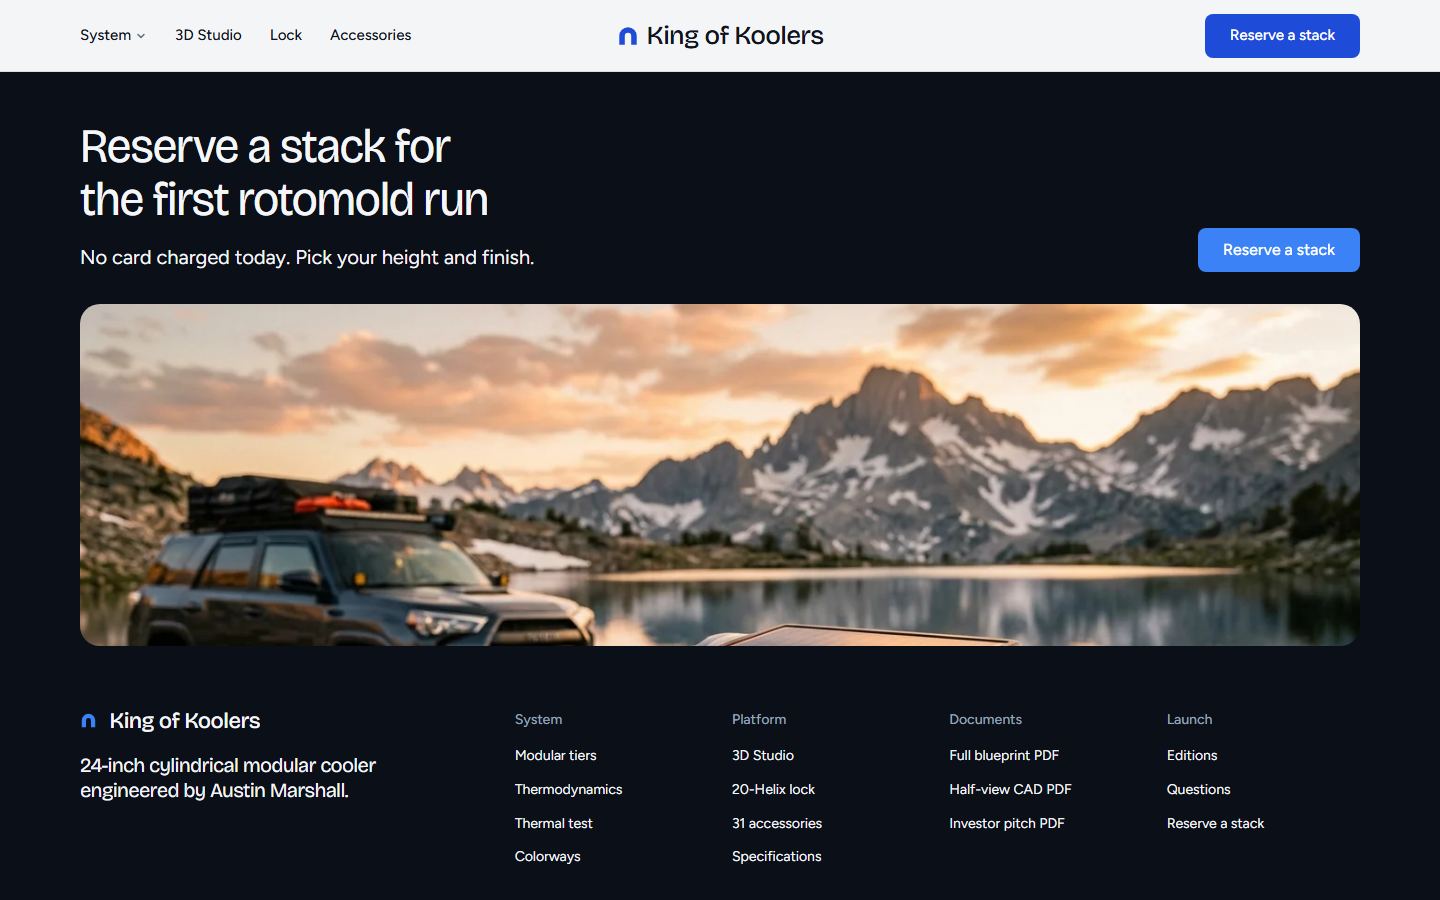 System
3D Studio
Lock
Accessories
King of Koolers
Reserve a stack
Reserve a stack for
the first rotomold run
No card charged today. Pick your height and finish.
Reserve a stack
King of Koolers
24-inch cylindrical modular cooler
engineered by Austin Marshall.
System
Modular tiers
Thermodynamics
Thermal test
Colorways
Platform
3D Studio
20-Helix lock
31 accessories
Specifications
Documents
Full blueprint PDF
Half-view CAD PDF
Investor pitch PDF
Launch
Editions
Questions
Reserve a stack